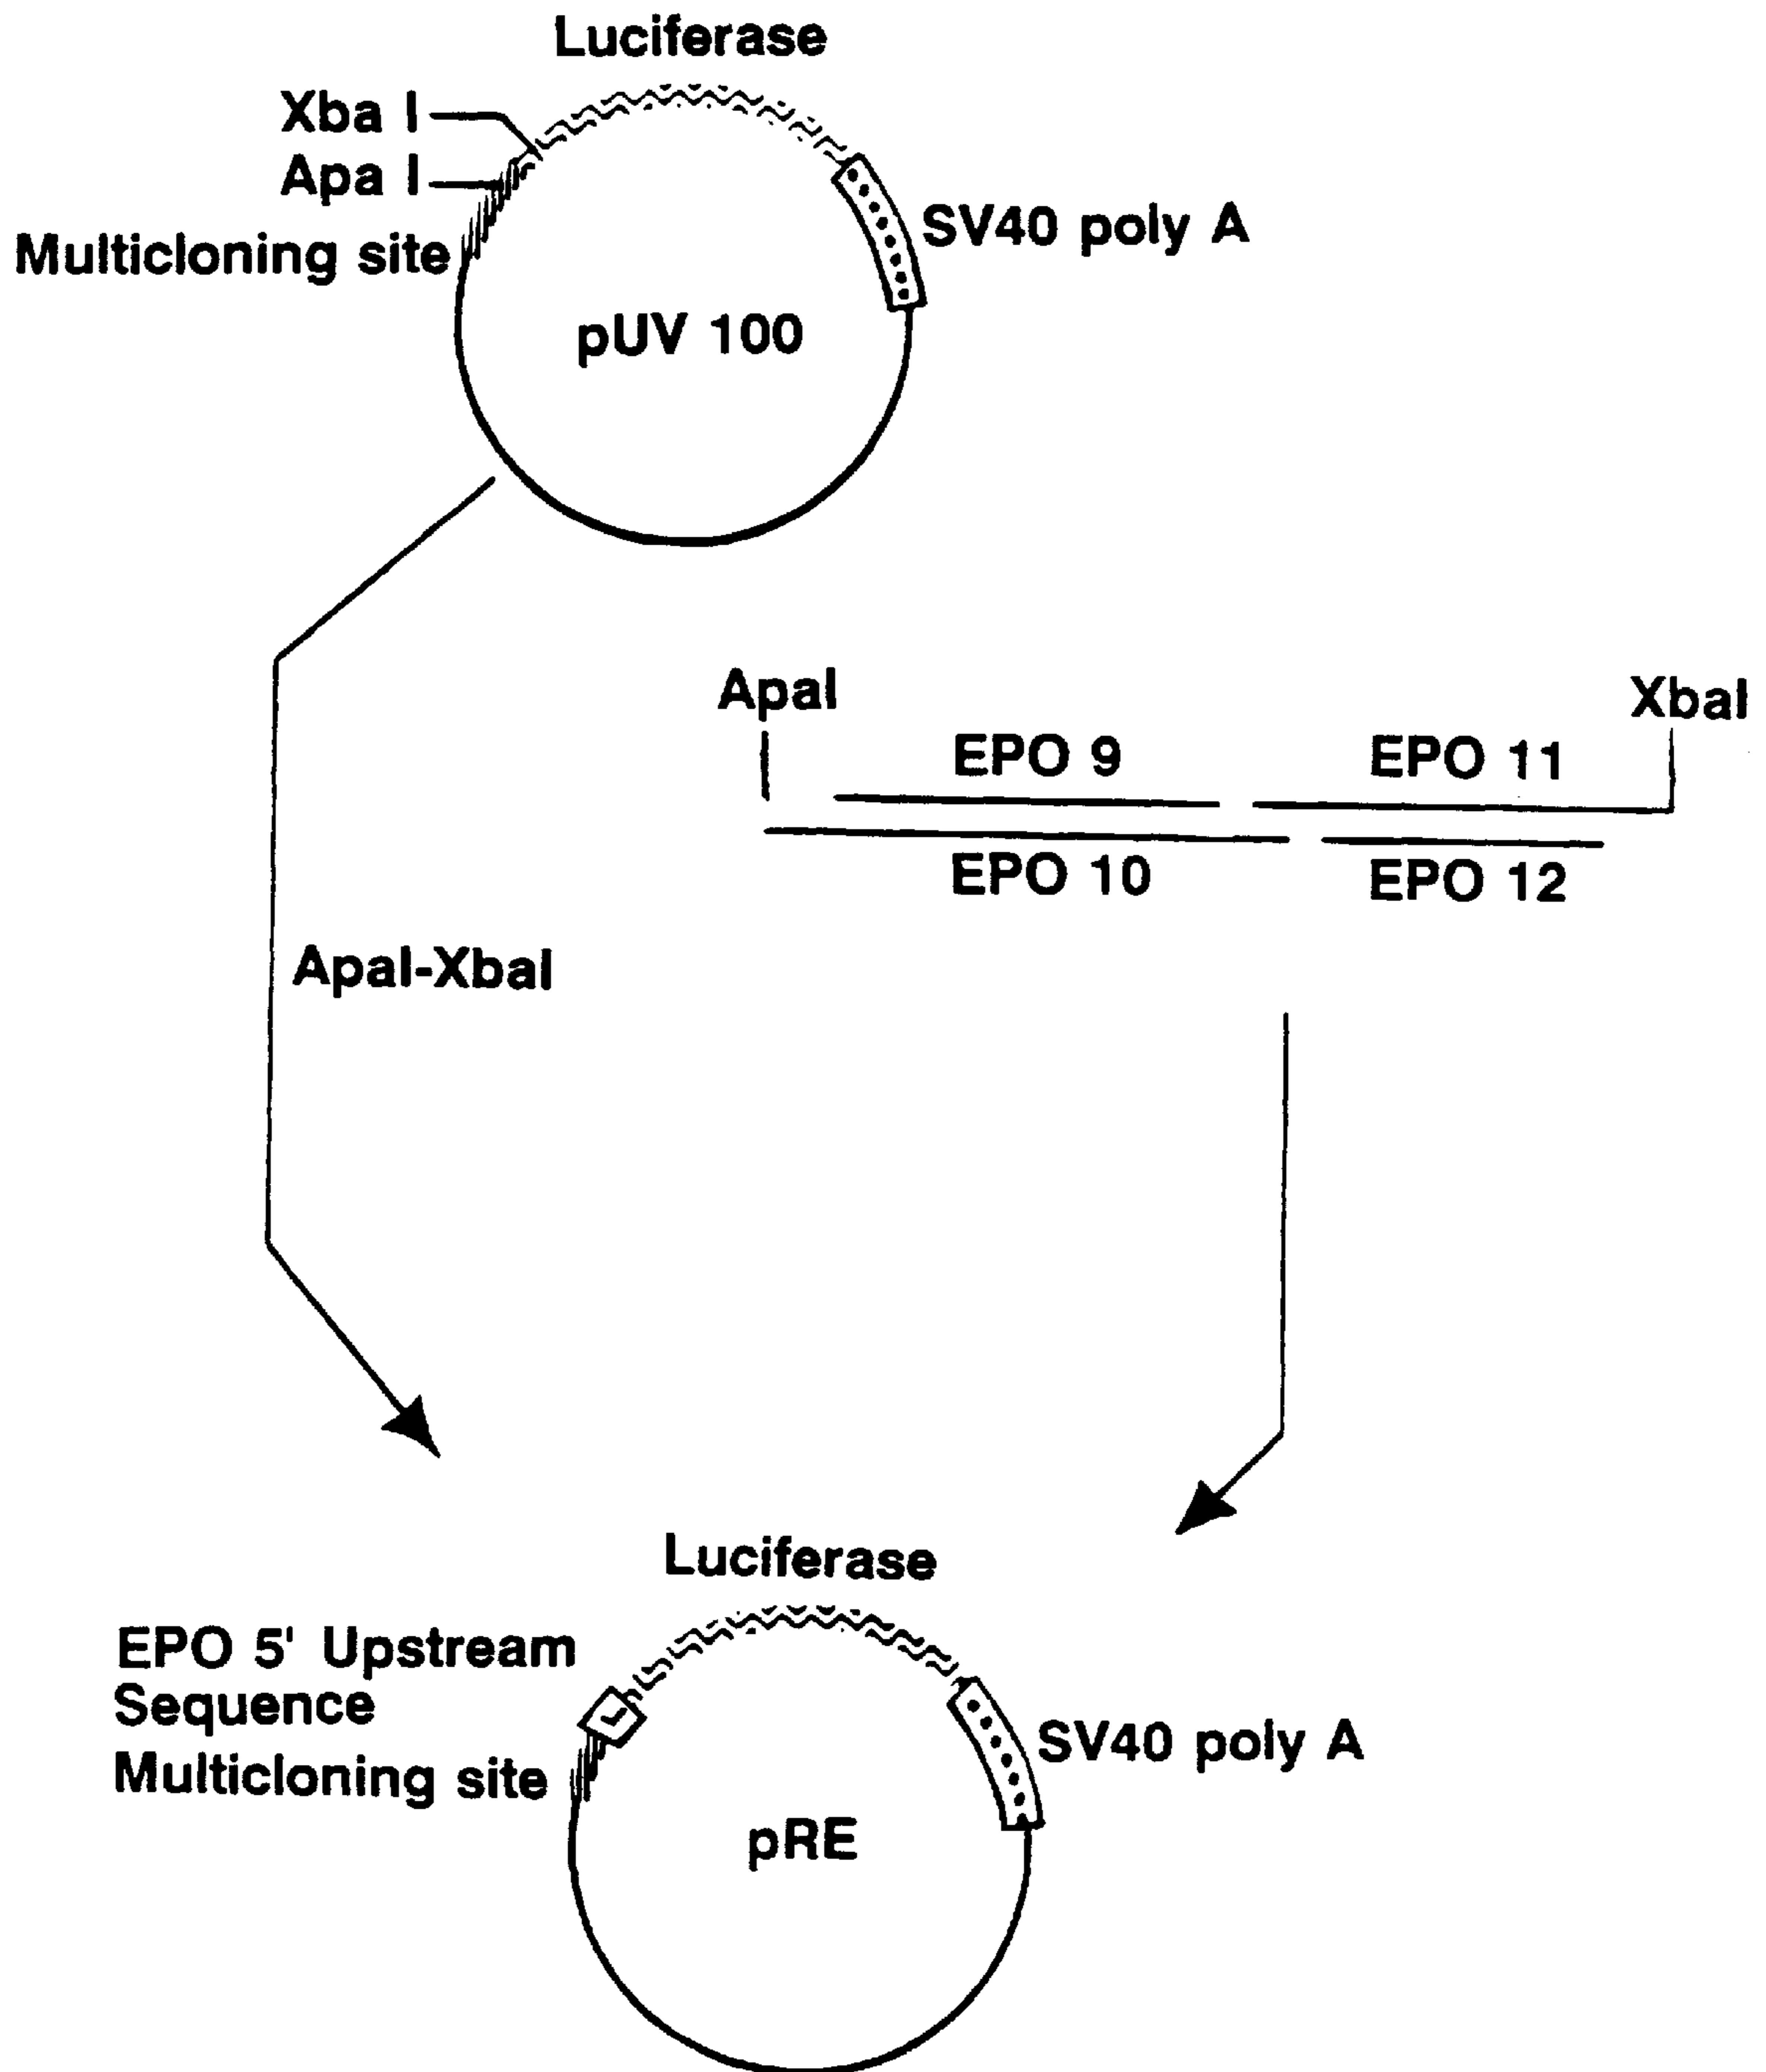 Luciferase
Xba I
Apa I
Multicloning site
SV40 poly A
pUV 100
ApaI
XbaI
EPO 9
EPO 11
EPO 10
EPO 12
ApaI-XbaI
Luciferase
EPO 5' Upstream
Sequence
Multicloning site
SV40 poly A
pRE